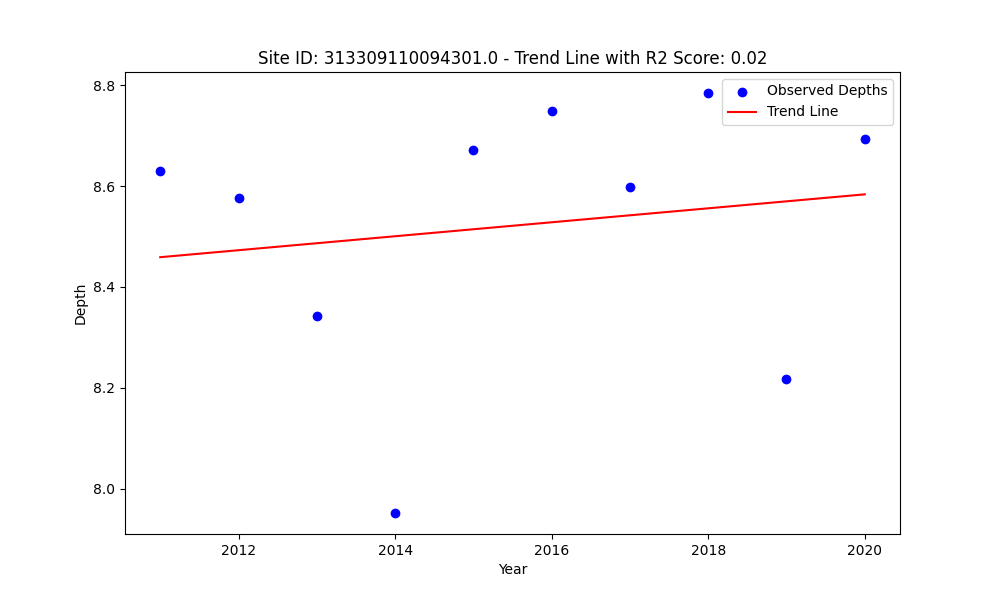 Site ID: 313309110094301.0 - Trend Line with R2 Score: 0.02
Observed Depths
Trend Line
8.8
8.6
8.4
8.2
8.0
Depth
2012
2014
2016
2018
2020
Year